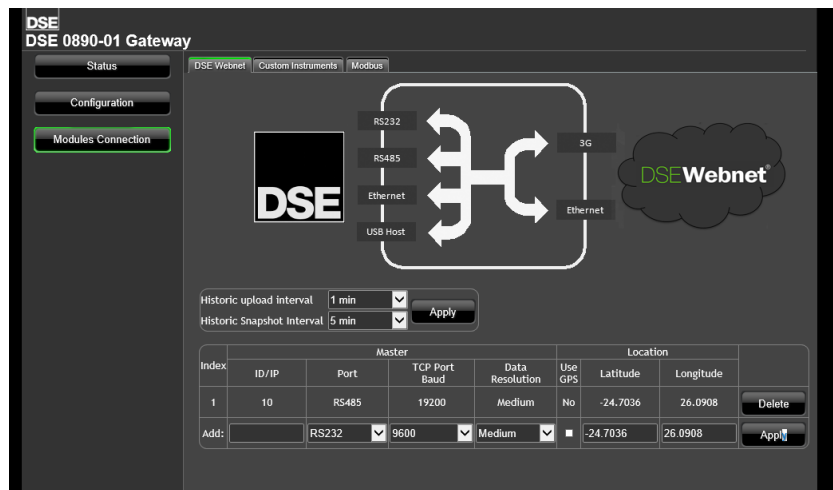 DSE
DSE 0890-01 Gateway
Status
Configuration
Modules Connection
DSE Webnet Custom Instruments Modbus
RS232
RS485
Ethernet
USB Host
DSE
3G
Ethernet
DSEWebnet®
Historic upload interval 1 min
Historic Snapshot Interval 5 min
Apply
Master Location
Index ID/IP Port TCP Port Baud Data Resolution Use GPS Latitude Longitude
1 10 RS485 19200 Medium No -24.7036 26.0908 Delete
Add: RS232 9600 Medium -24.7036 26.0908 Apply